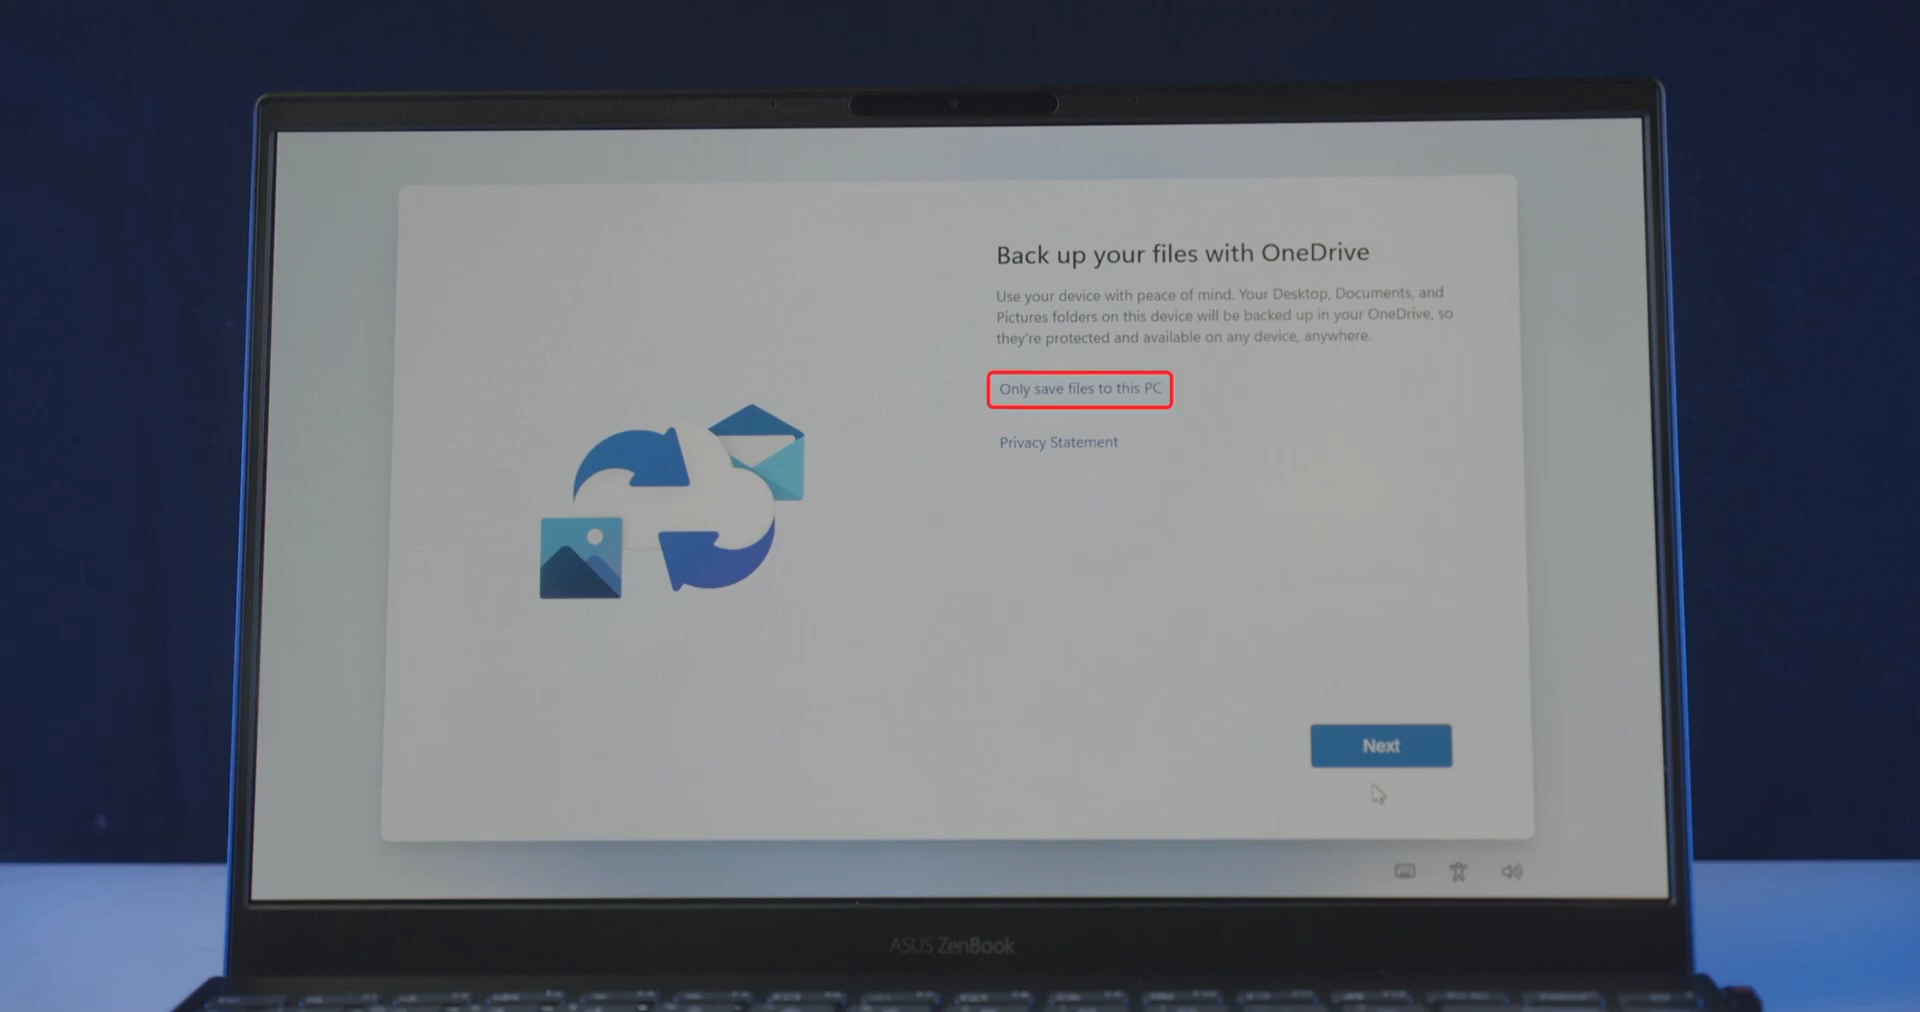 Back up your files with OneDrive
Use your device with peace of mind. Your Desktop, Documents, and
Pictures folders on this device will be backed up in your OneDrive, so
they're protected and available on any device, anywhere.
Only save files to this PC
Privacy Statement
Next
ASUS ZenBook